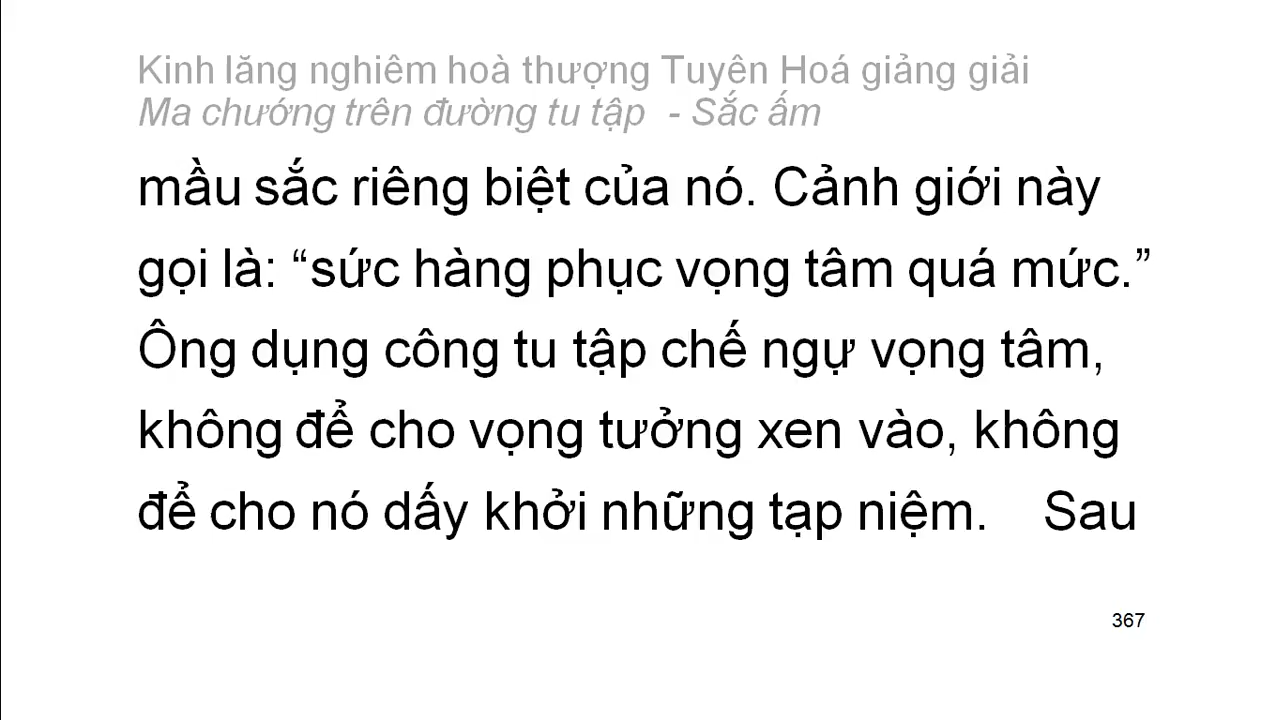 Kinh lăng nghiêm hoà thượng Tuyên Hoá giảng giải
Ma chướng trên đường tu tập - Sắc ấm
mầu sắc riêng biệt của nó. Cảnh giới này
gọi là: “sức hàng phục vọng tâm quá mức.”
Ông dụng công tu tập chế ngự vọng tâm,
không để cho vọng tưởng xen vào, không
để cho nó dấy khởi những tạp niệm. Sau
367